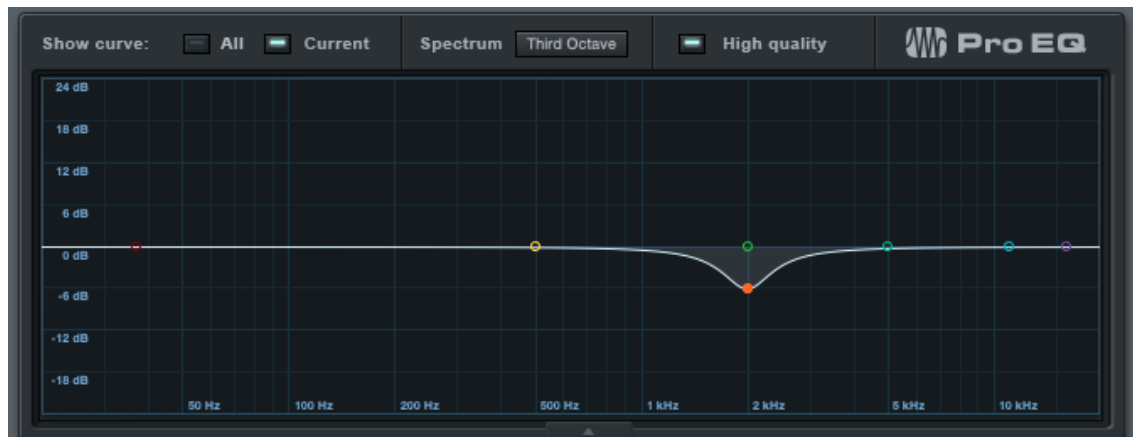 Show curve: All Current Spectrum Third Octave High quality Pro EQ
24 dB
18 dB
12 dB
6 dB
0 dB
-6 dB
-12 dB
-18 dB
50 Hz 100 Hz 200 Hz 500 Hz 1 kHz 2 kHz 5 kHz 10 kHz